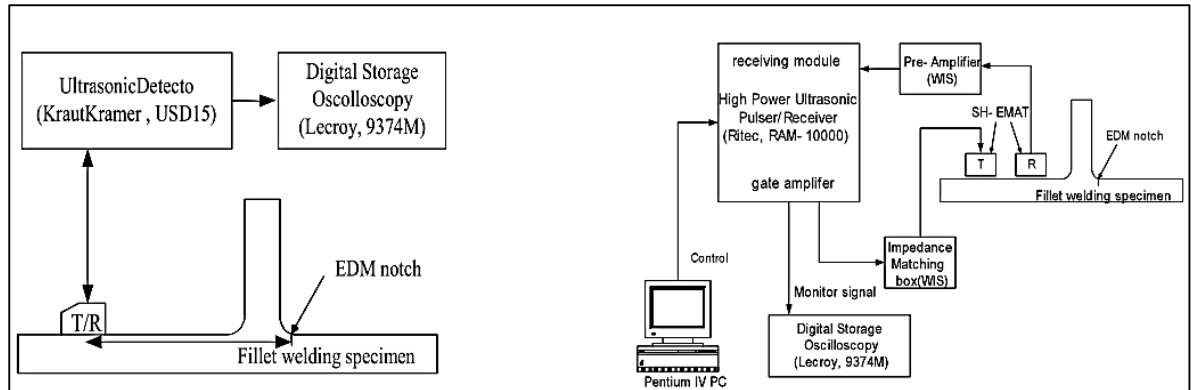 UltrasonicDetecto
(KrautKramer , USD15)
Digital Storage
Oscolloscopy
(Lecroy, 9374M)
EDM notch
T/R
Fillet welding specimen
receiving module
High Power Ultrasonic
Pulser/Receiver
(Ritec, RAM- 10000)
gate amplifer
Pre- Amplifier
(WIS)
SH- EMAT
T
R
EDM notch
Fillet welding specimen
Impedance
Matching
box(WIS)
Control
Monitor signal
Digital Storage
Oscilloscopy
(Lecroy, 9374M)
Pentium IV PC